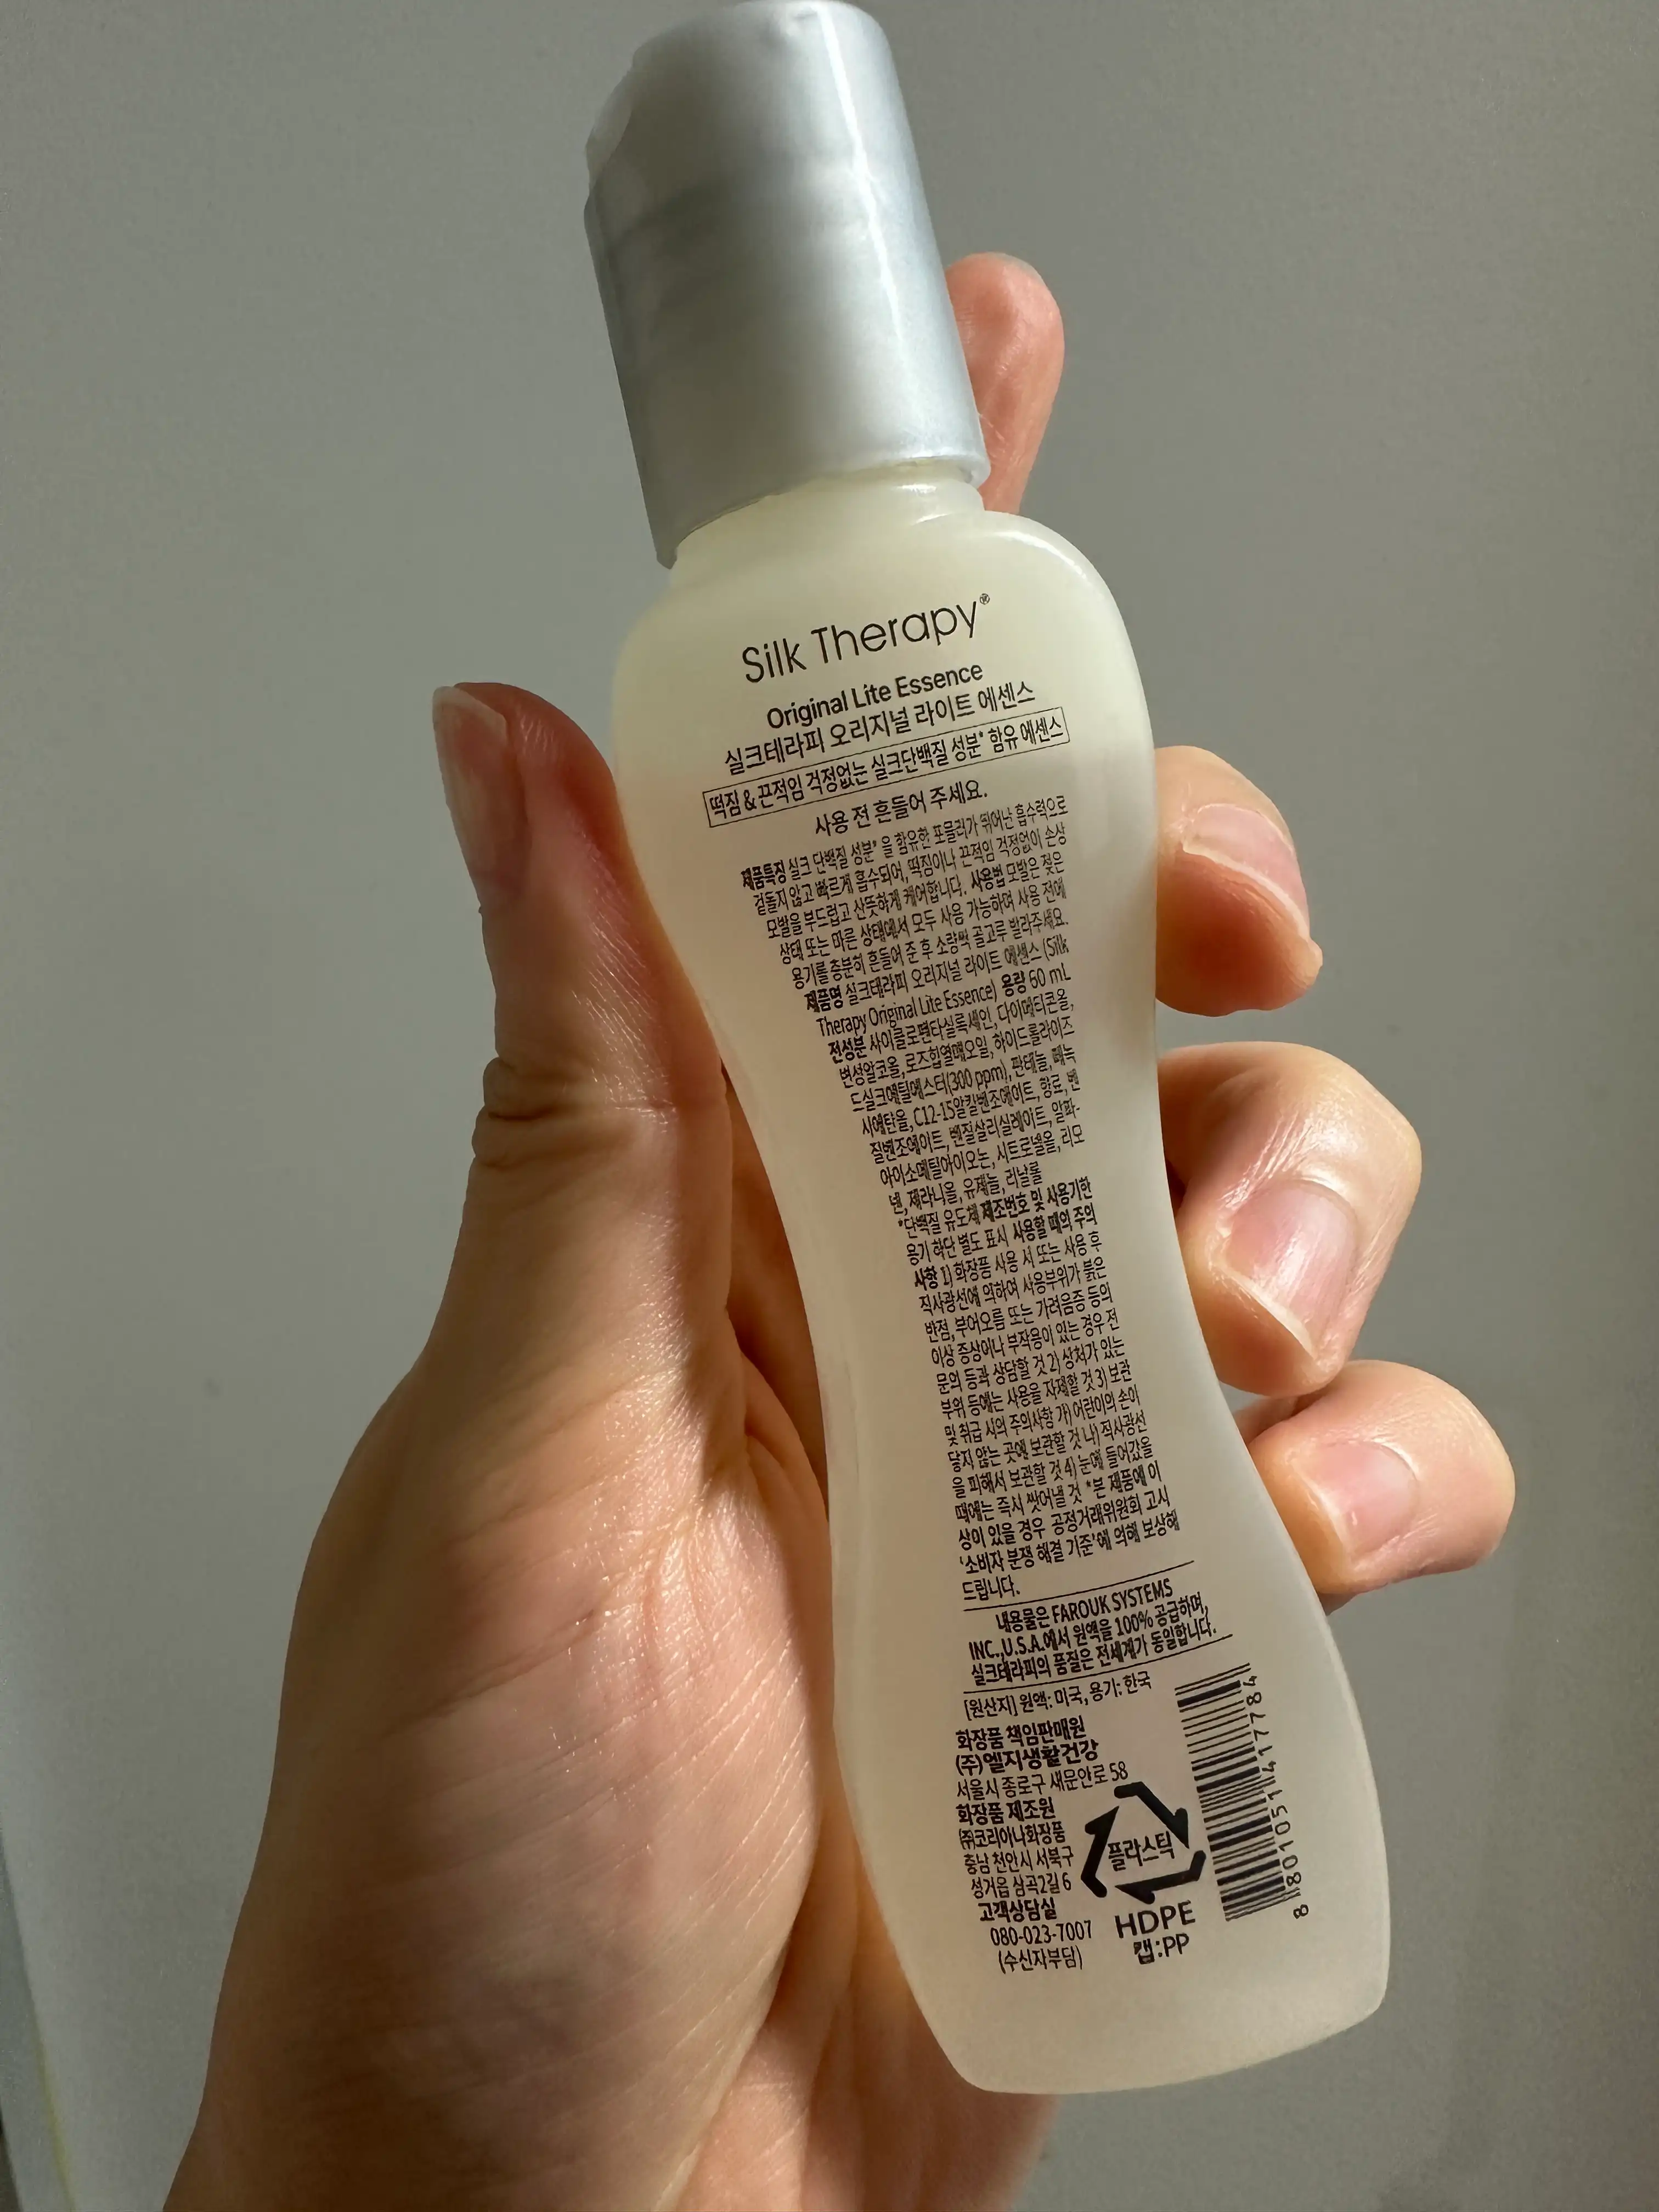 Silk Therapy®
Original Lite Essence
실크테라피 오리지널 라이트 에센스
떡짐 & 끈적임 걱정없는 실크단백질 성분* 함유 에센스
사용 전 흔들어 주세요.
제품특징 실크 단백질 성분* 을 함유한 포뮬러가 뛰어난 흡수력으로
겉돌지 않고 빠르게 흡수되어, 떡짐이나 끈적임 걱정없이 손상
모발을 부드럽고 산뜻하게 케어합니다. 사용법 모발은 젖은
상태 또는 마른 상태에서 모두 사용 가능하며 사용 전에
용기를 충분히 흔들어 준 후 소량씩 골고루 발라주세요.
제품명 실크테라피 오리지널 라이트 에센스 (Silk
Therapy Original Lite Essence) 용량 60 mL
전성분 사이클로펜타실록세인, 다이메티콘올,
변성알코올, 로즈힙열매오일, 하이드롤라이즈
드실크에틸에스터(300 ppm), 판테놀, 페녹
시에탄올, C12-15알킬벤조에이트, 향료, 벤
질벤조에이트, 벤질살리실레이트, 알파-
아이소메틸아이오논, 시트로넬올, 리모
넨, 제라니올, 유제놀, 리날룰
*단백질 유도체 제조번호 및 사용기한
용기 하단 별도 표시 사용할 때의 주의
사항 1) 화장품 사용 시 또는 사용 후
직사광선에 의하여 사용부위가 붉은
반점, 부어오름 또는 가려움증 등의
이상 증상이나 부작용이 있는 경우 전
문의 등과 상담할 것 2) 상처가 있는
부위 등에는 사용을 자제할 것 3) 보관
및 취급 시의 주의사항 가) 어린이의 손이
닿지 않는 곳에 보관할 것 나) 직사광선
을 피해서 보관할 것 4) 눈에 들어갔을
때에는 즉시 씻어낼 것 *본 제품에 이
상이 있을 경우 공정거래위원회 고시
'소비자 분쟁 해결 기준'에 의해 보상해
드립니다.
내용물은 FAROUK SYSTEMS
INC.,U.S.A.에서 원액을 100% 공급하며,
실크테라피의 품질은 전세계가 동일합니다.
[원산지] 원액: 미국, 용기: 한국
화장품 책임판매원
(주)엘지생활건강
서울시 종로구 새문안로 58
화장품 제조원
㈜코리아나화장품
충남 천안시 서북구
성거읍 삼곡2길 6
고객상담실
080-023-7007
(수신자부담)
플라스틱
HDPE
캡:PP
8 801051 417784